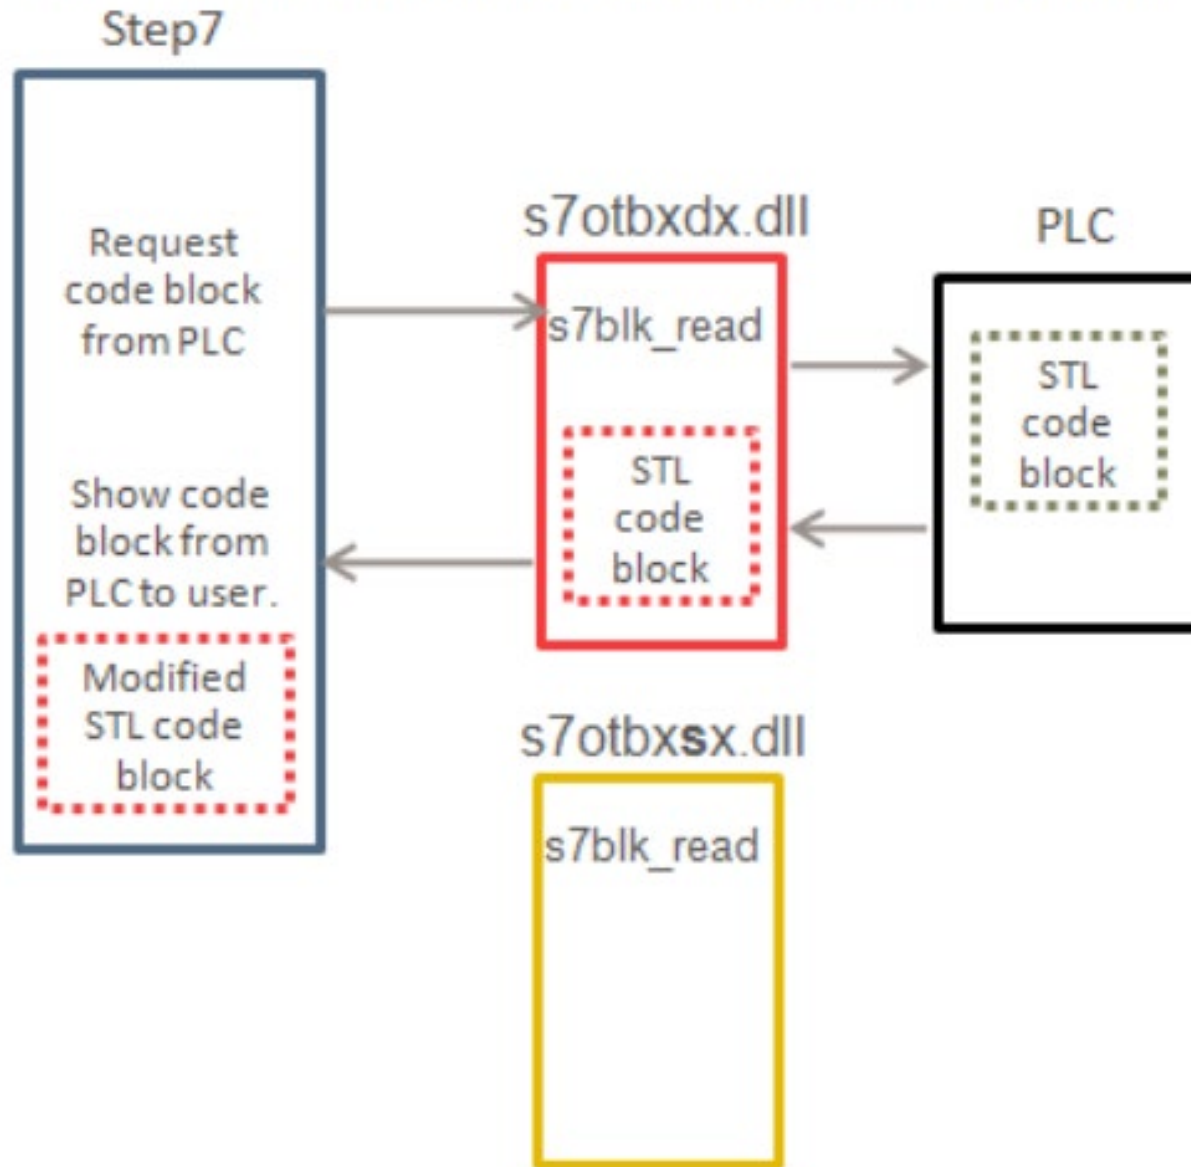 Step7
Request
code block
from PLC
Show code
block from
PLC to user.
Modified
STL code
block
s7otbxdx.dll
s7blk_read
STL
code
block
PLC
STL
code
block
s7otbxsx.dll
s7blk_read